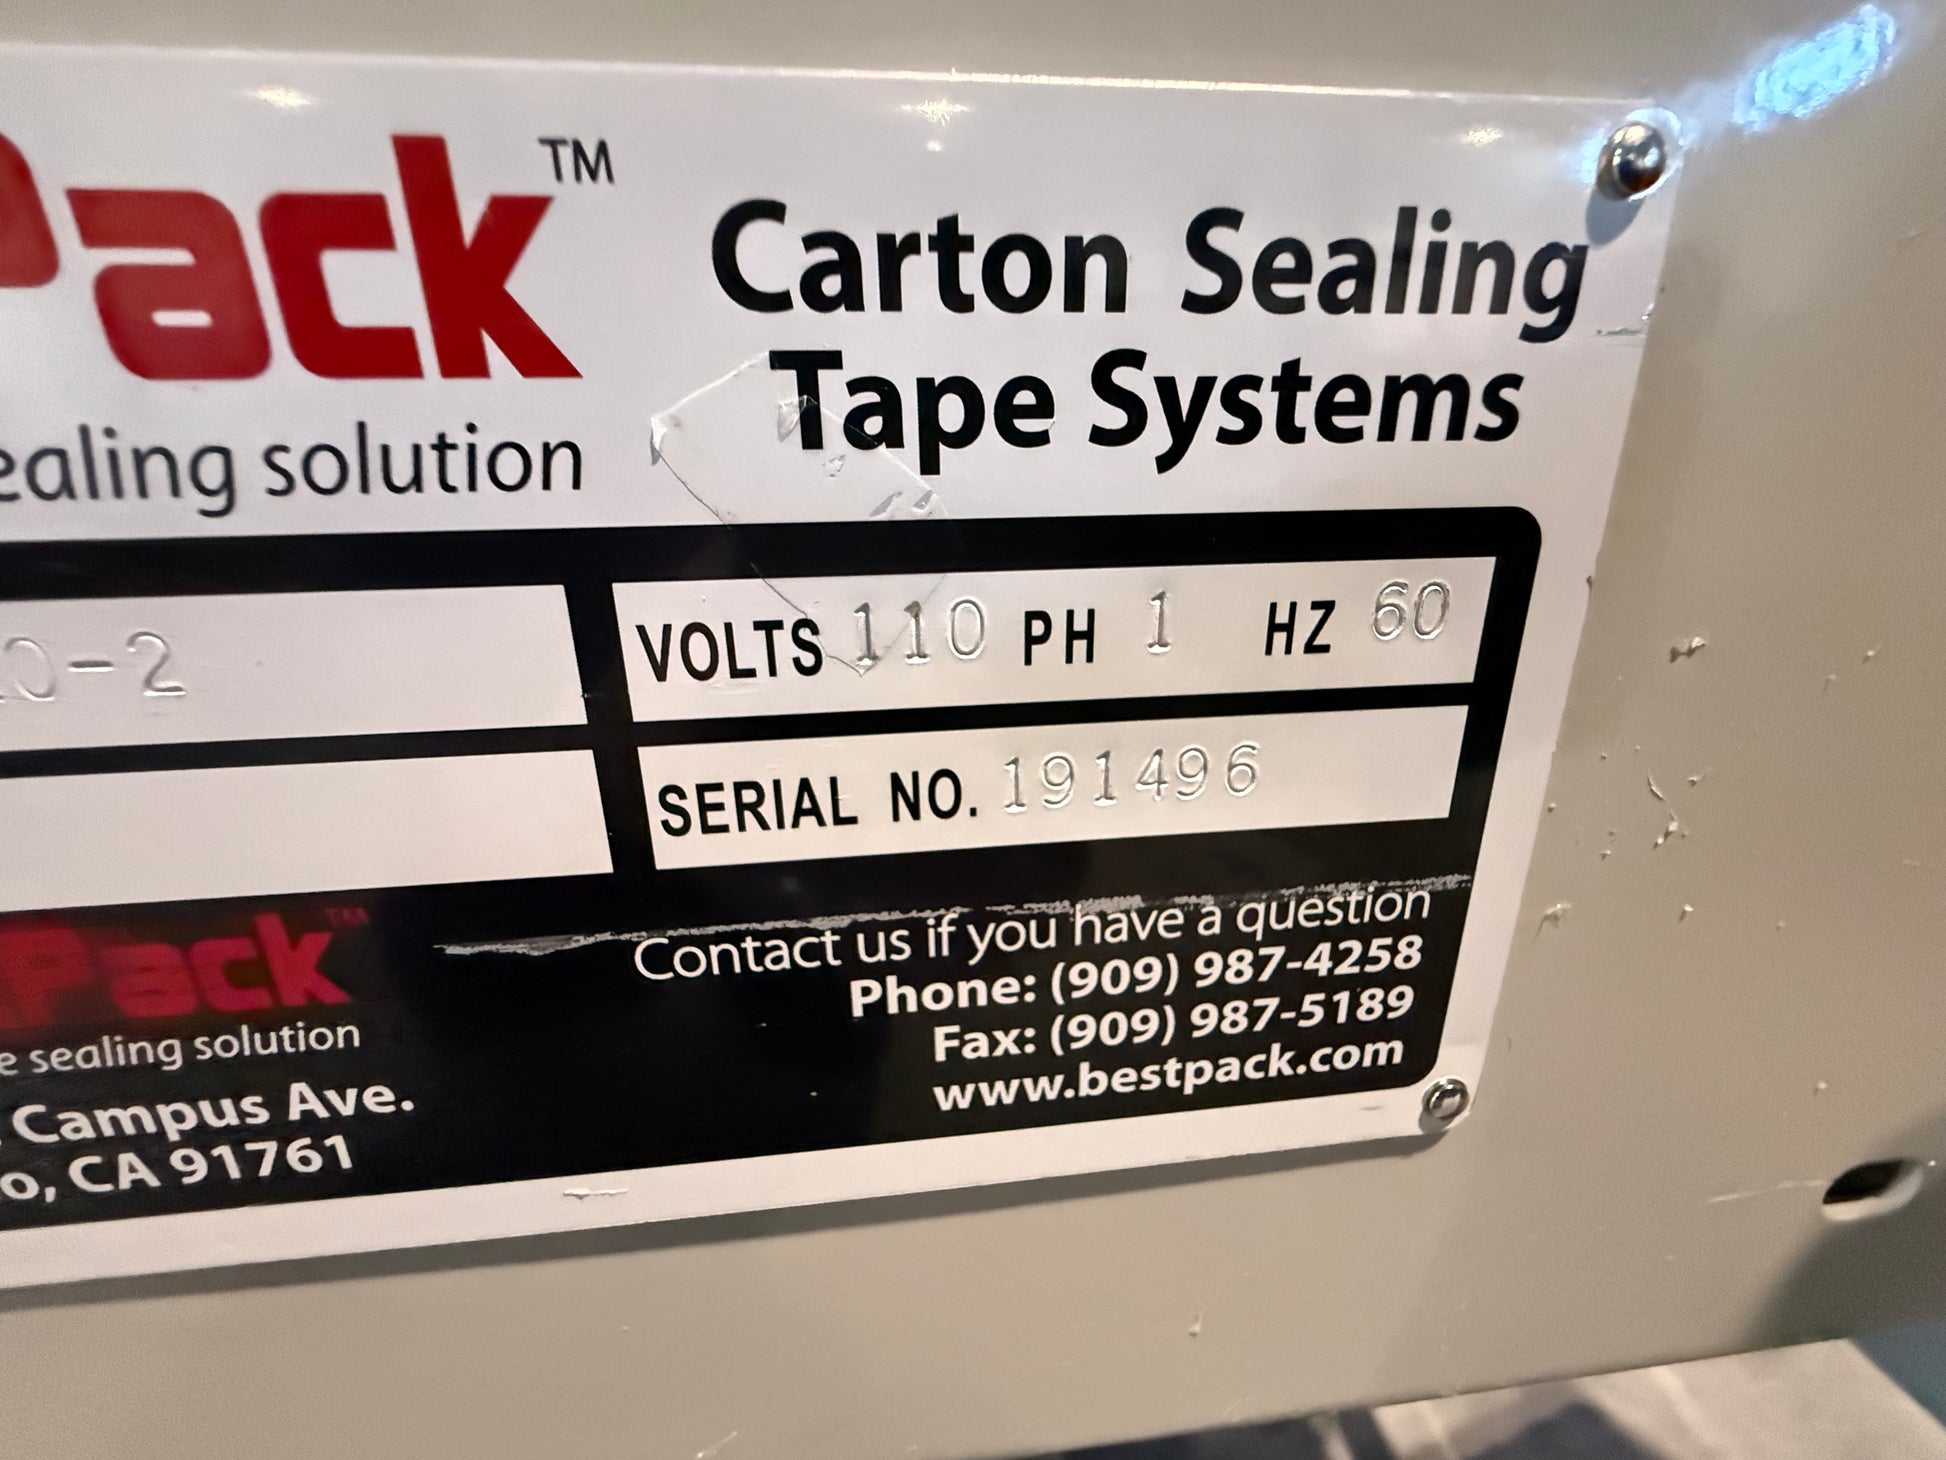 Pack™
Carton Sealing
Tape Systems
ealing solution
0-2
VOLTS 110 PH 1 HZ 60
SERIAL NO. 191496
Pack™
e sealing solution
Campus Ave.
o, CA 91761
Contact us if you have a question
Phone: (909) 987-4258
Fax: (909) 987-5189
www.bestpack.com